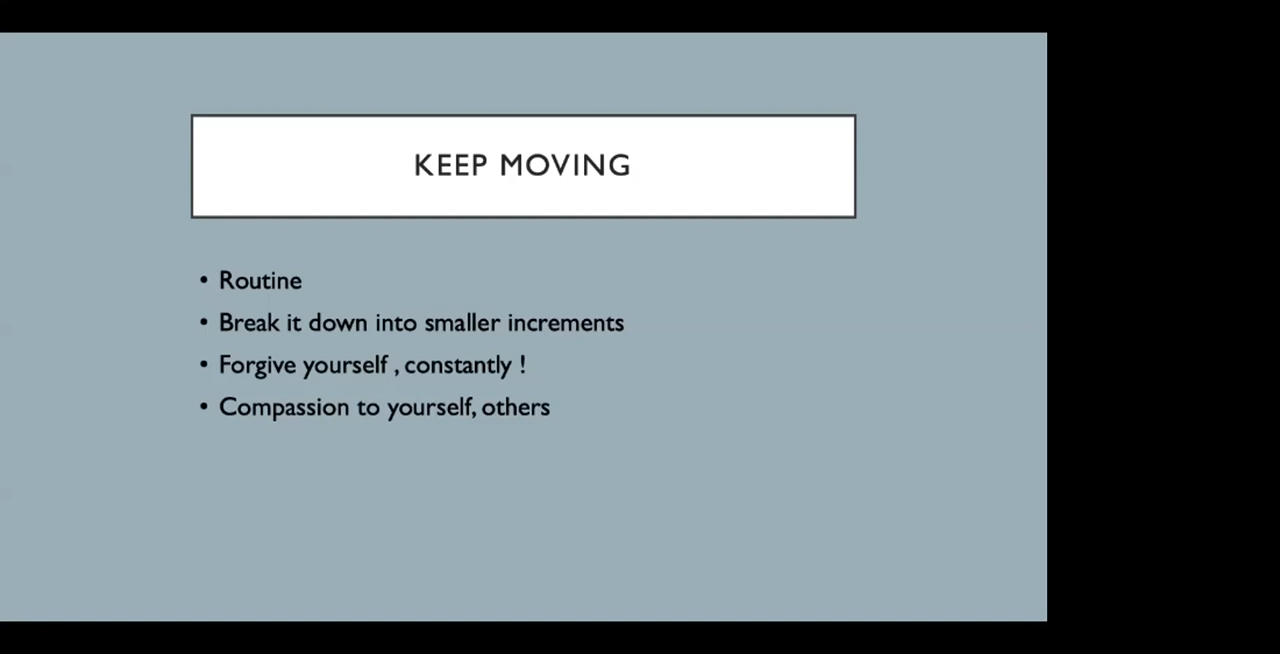 KEEP MOVING
• Routine
• Break it down into smaller increments
• Forgive yourself , constantly !
• Compassion to yourself, others